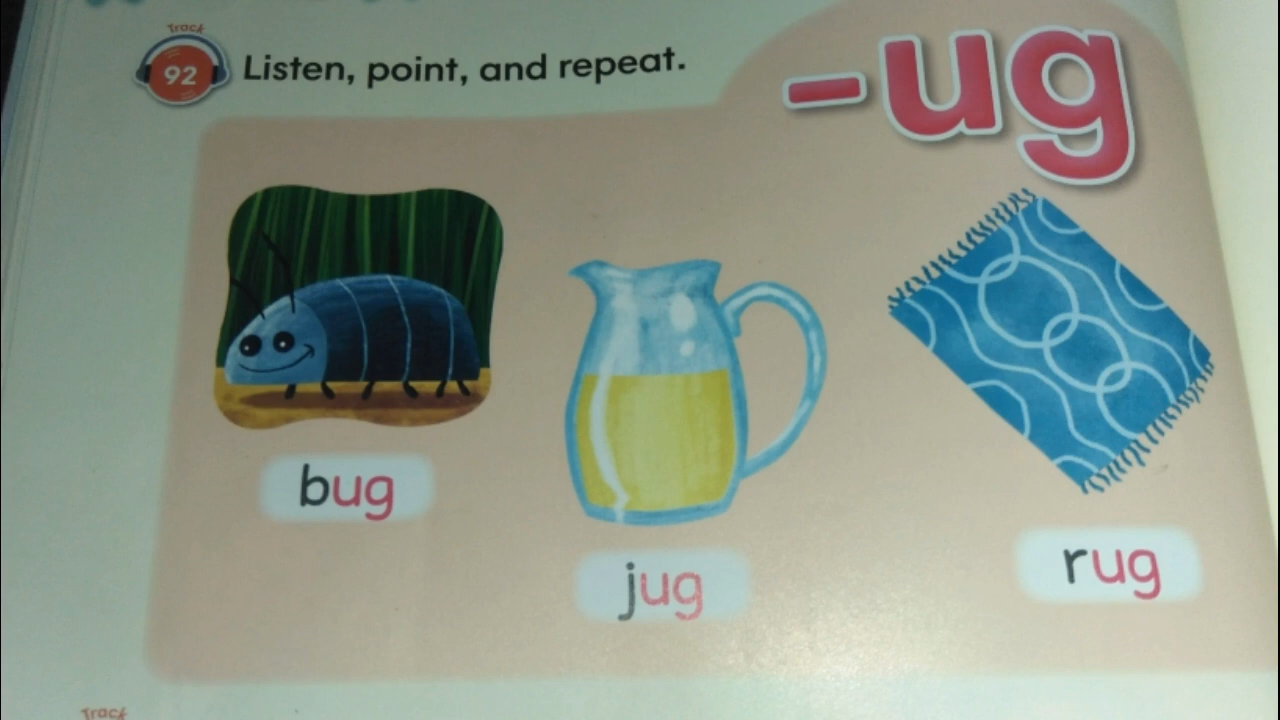 Track
92
Listen, point, and repeat.
-ug
bug
jug
rug
Track